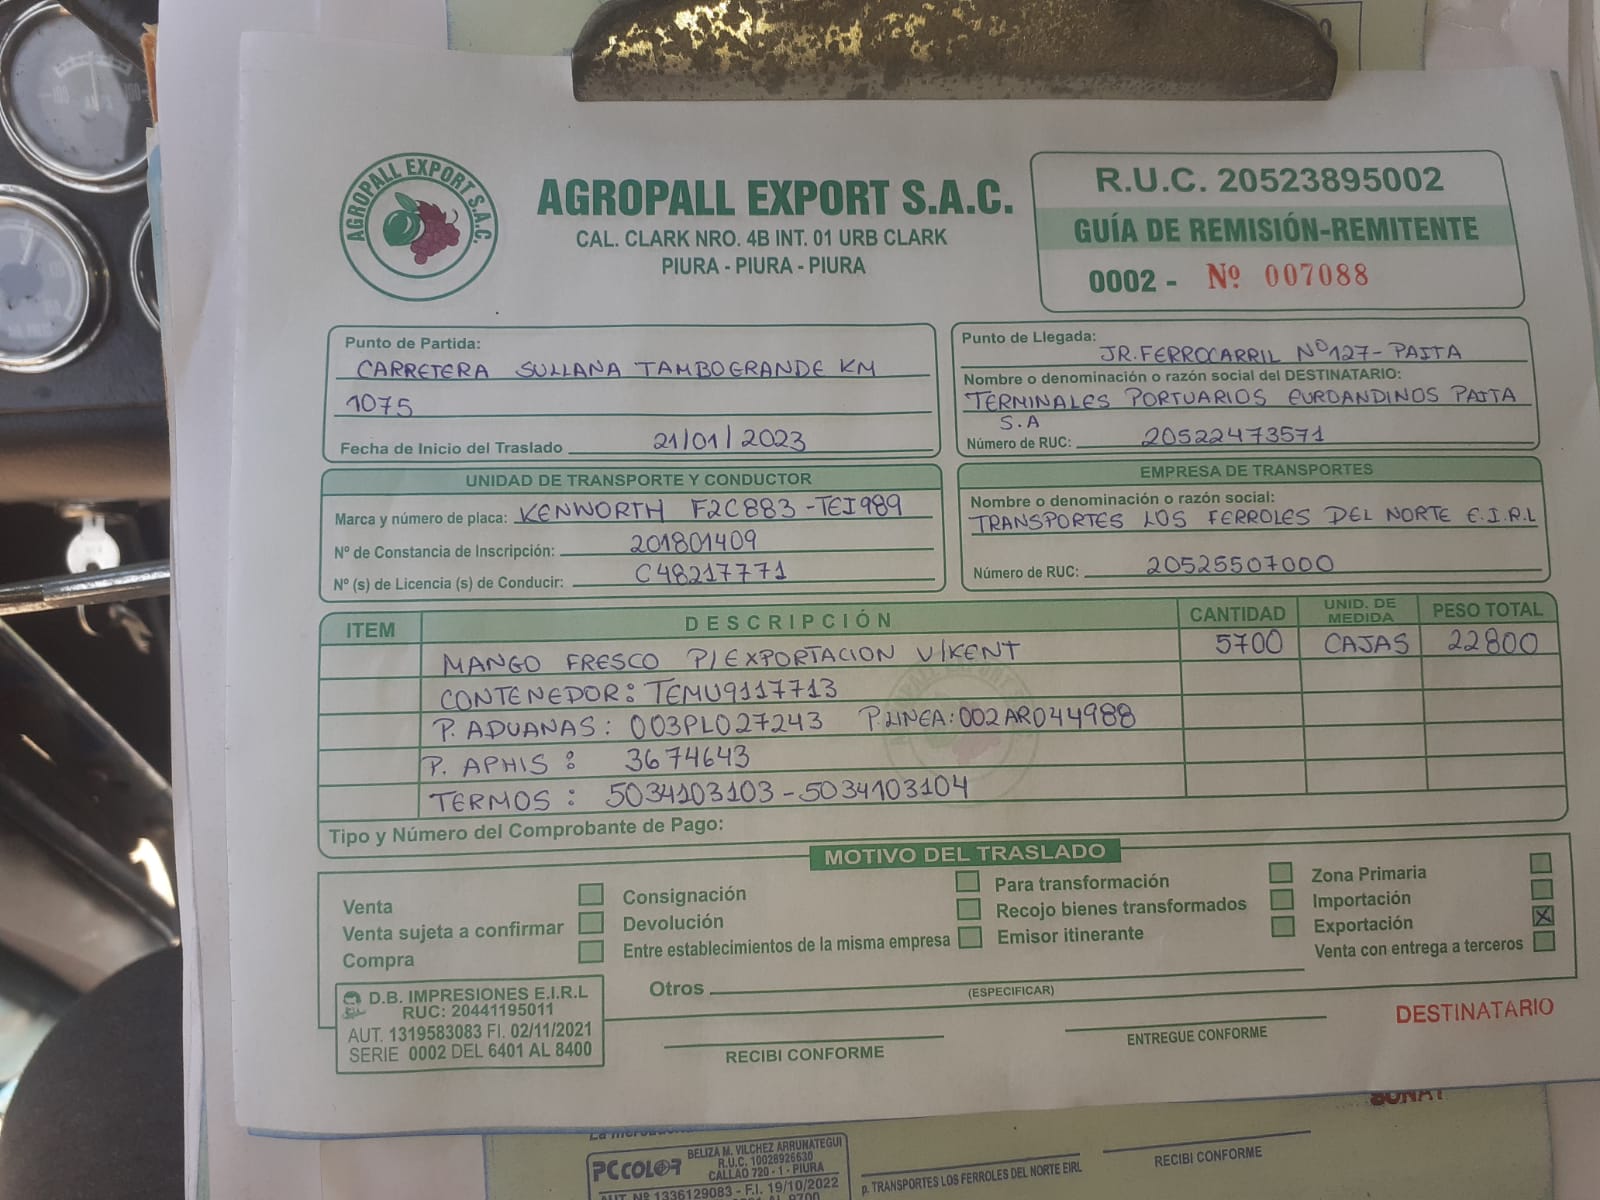 AGROPALL EXPORT S.A.C.
AGROPALL EXPORT S.A.C.
CAL. CLARK NRO. 4B INT. 01 URB CLARK
PIURA - PIURA - PIURA
R.U.C. 20523895002
GUÍA DE REMISIÓN-REMITENTE
0002 - Nº 007088
Punto de Partida:
CARRETERA SULLANA TAMBOGRANDE KM
1075
Fecha de Inicio del Traslado 21/01/2023
Punto de Llegada:
JR. FERROCARRIL Nº127- PAITA
Nombre o denominación o razón social del DESTINATARIO:
TERMINALES PORTUARIOS EUROANDINOS PAITA
S.A
Número de RUC: 20522473571
UNIDAD DE TRANSPORTE Y CONDUCTOR
Marca y número de placa: KENWORTH F2C883 -TEI989
Nº de Constancia de Inscripción: 201801409
Nº (s) de Licencia (s) de Conducir: C48217771
EMPRESA DE TRANSPORTES
Nombre o denominación o razón social:
TRANSPORTES LOS FERROLES DEL NORTE E.I.R.L
Número de RUC: 20525507000
ITEM DESCRIPCIÓN CANTIDAD UNID. DE MEDIDA PESO TOTAL
MANGO FRESCO P/EXPORTACION V/KENT 5700 CAJAS 22800
CONTENEDOR: TEMU9117713
P. ADUANAS: 003PL027243 P.LINEA:002AR044988
P. APHIS : 3674643
TERMOS : 5034103103-5034103104
Tipo y Número del Comprobante de Pago:
MOTIVO DEL TRASLADO
Venta
Venta sujeta a confirmar
Compra
Consignación
Devolución
Entre establecimientos de la misma empresa
Para transformación
Recojo bienes transformados
Emisor itinerante
Zona Primaria
Importación
Exportación X
Venta con entrega a terceros
Otros
(ESPECIFICAR)
D.B. IMPRESIONES E.I.R.L
RUC: 20441195011
AUT. 1319583083 FI. 02/11/2021
SERIE 0002 DEL 6401 AL 8400
RECIBI CONFORME
ENTREGUE CONFORME
DESTINATARIO
SUNAT
PC COLOR
BELIZA M. VILCHEZ ARRUNATEGUI
R.U.C. 10028926630
CALLAO 720 - 1 - PIURA
AUT. Nº 1336129083 - F.I. 19/10/2022
p. TRANSPORTES LOS FERROLES DEL NORTE EIRL
RECIBI CONFORME